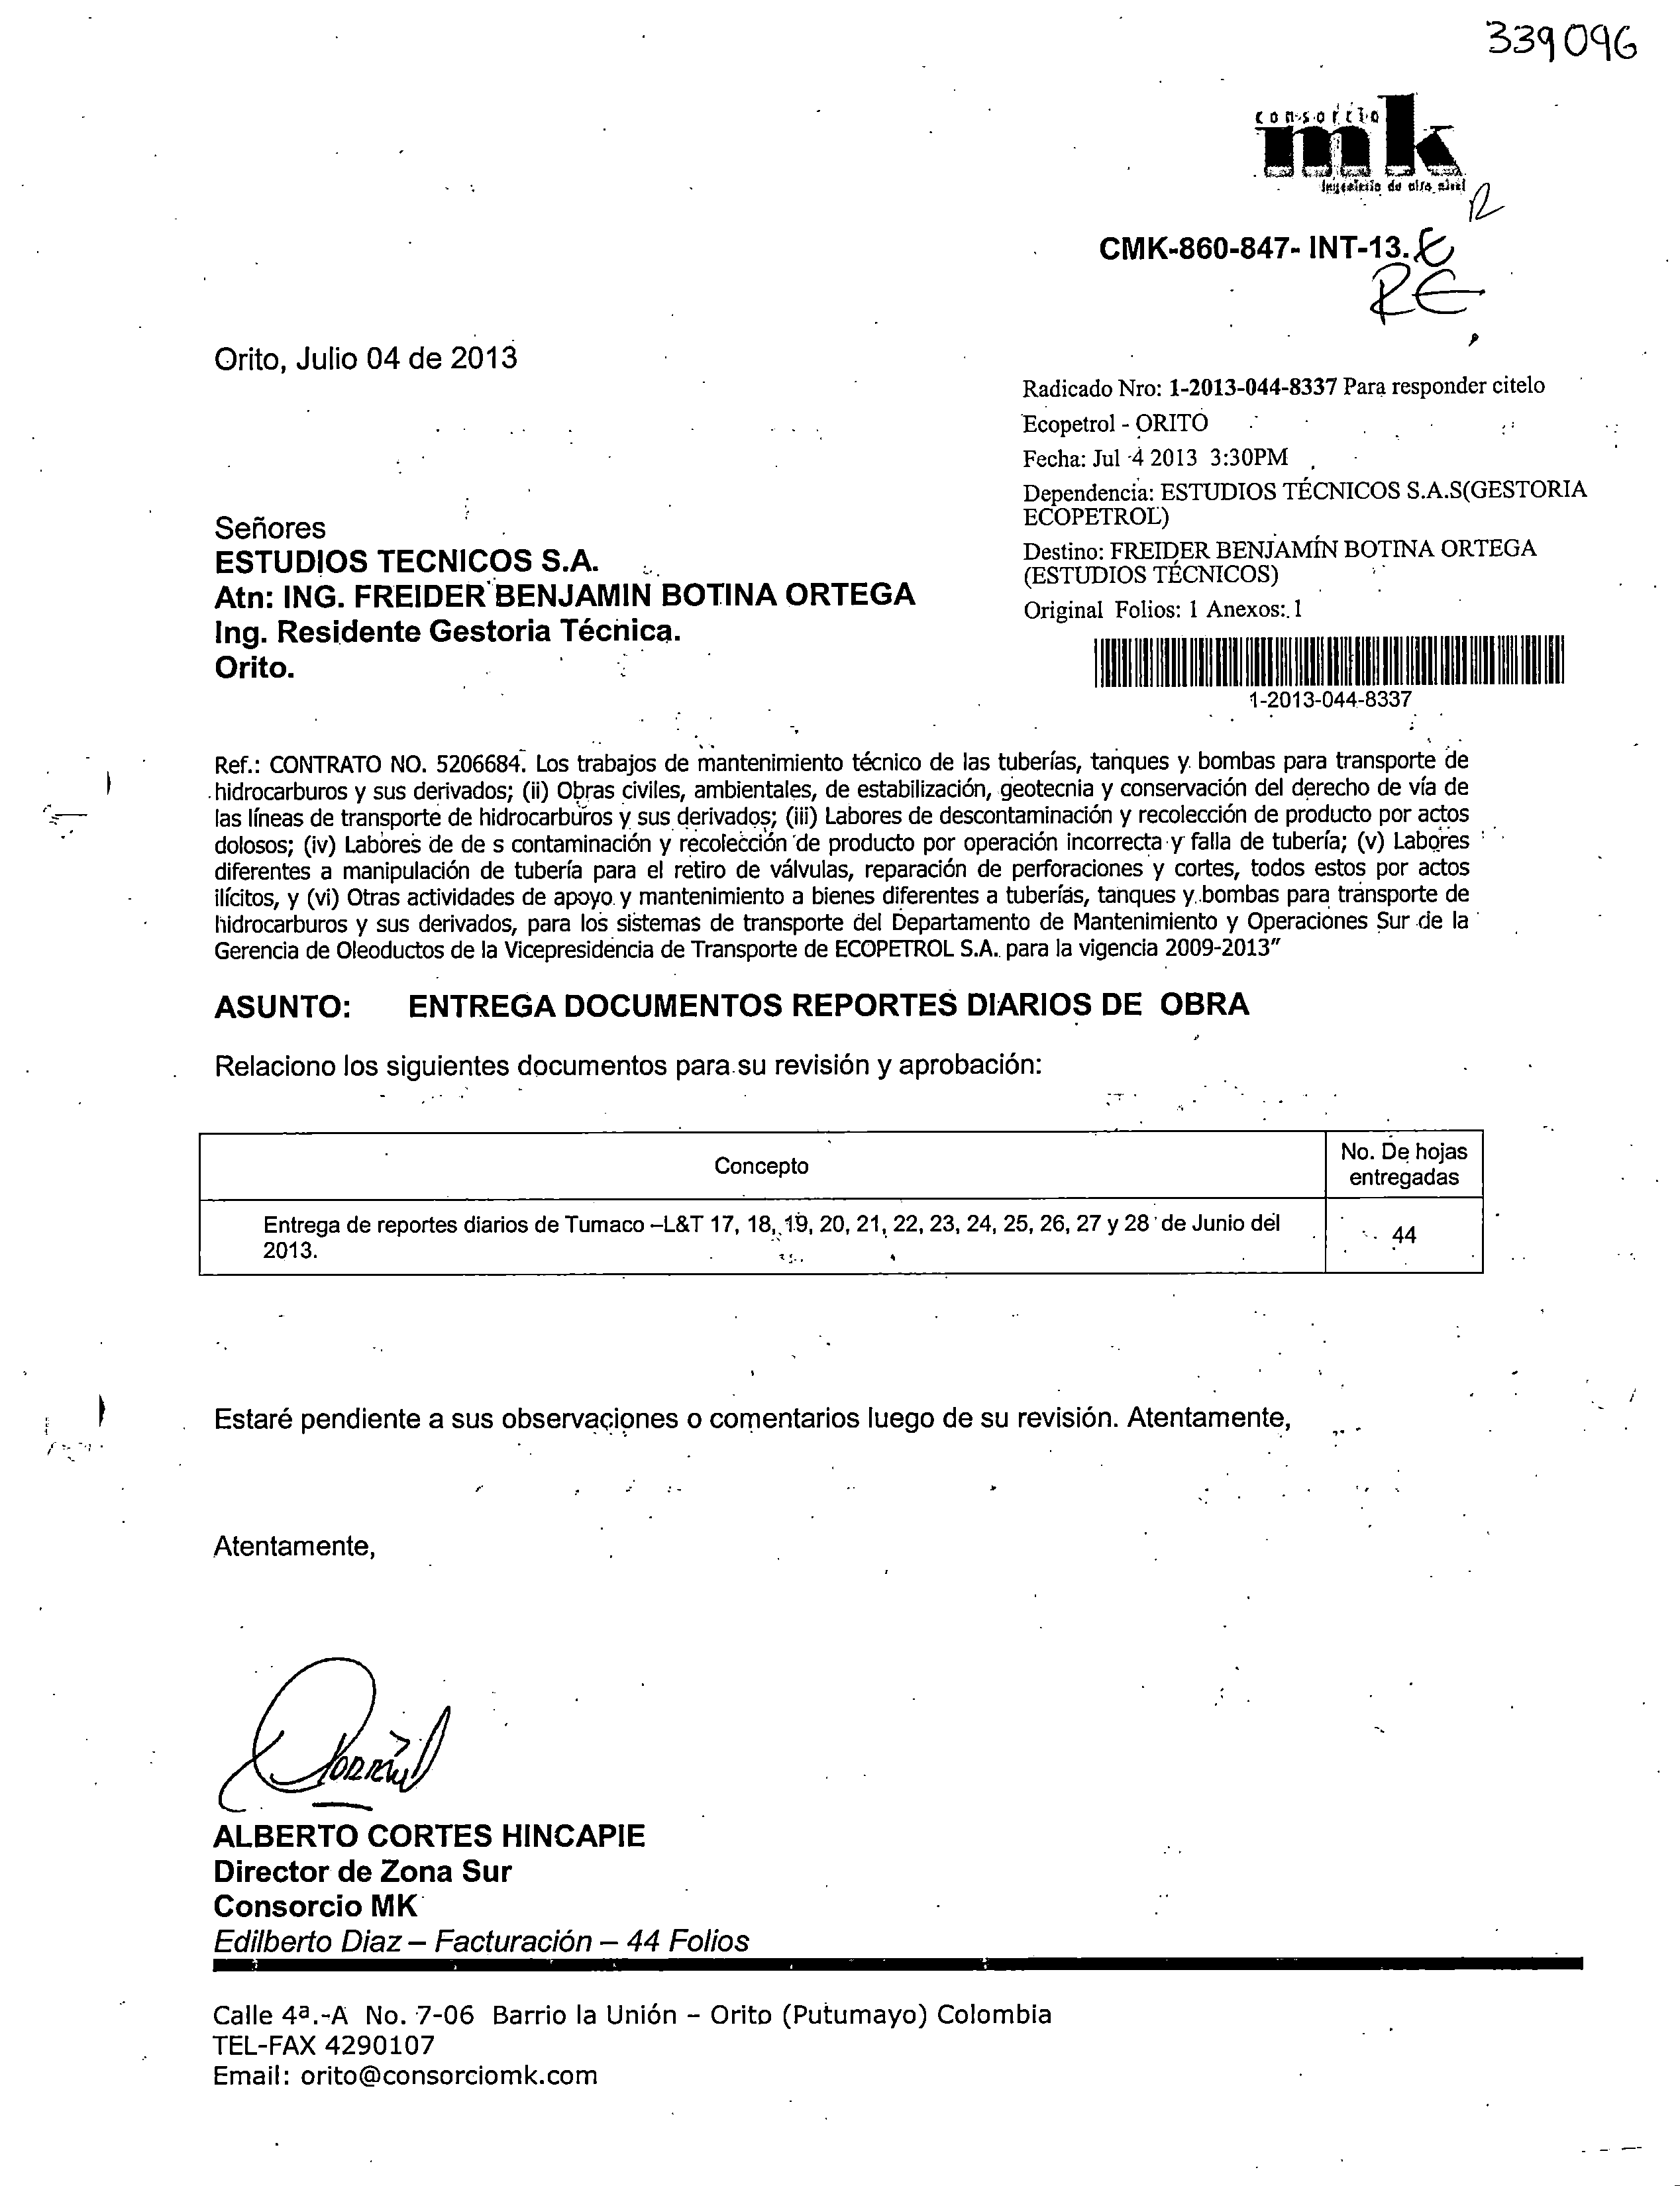 339096
consorcio
mk
Ingeniería de alto nivel
CMK-860-847- INT-13.
RE
Orito, Julio 04 de 2013
Radicado Nro: 1-2013-044-8337 Para responder citelo
Ecopetrol - ORITO
Fecha: Jul 4 2013 3:30PM
Dependencia: ESTUDIOS TÉCNICOS S.A.S(GESTORIA
ECOPETROL)
Destino: FREIDER BENJAMÍN BOTINA ORTEGA
(ESTUDIOS TÉCNICOS)
Original Folios: 1 Anexos: 1
1-2013-044-8337
Señores
ESTUDIOS TECNICOS S.A.
Atn: ING. FREIDER BENJAMIN BOTINA ORTEGA
Ing. Residente Gestoria Técnica.
Orito.
Ref.: CONTRATO NO. 5206684. Los trabajos de mantenimiento técnico de las tuberías, tanques y bombas para transporte de
hidrocarburos y sus derivados; (ii) Obras civiles, ambientales, de estabilización, geotecnia y conservación del derecho de vía de
las líneas de transporte de hidrocarburos y sus derivados; (iii) Labores de descontaminación y recolección de producto por actos
dolosos; (iv) Labores de de s contaminación y recolección de producto por operación incorrecta y falla de tubería; (v) Labores
diferentes a manipulación de tubería para el retiro de válvulas, reparación de perforaciones y cortes, todos estos por actos
ilícitos, y (vi) Otras actividades de apoyo y mantenimiento a bienes diferentes a tuberías, tanques y bombas para transporte de
hidrocarburos y sus derivados, para los sistemas de transporte del Departamento de Mantenimiento y Operaciones Sur de la
Gerencia de Oleoductos de la Vicepresidencia de Transporte de ECOPETROL S.A. para la vigencia 2009-2013"
ASUNTO: ENTREGA DOCUMENTOS REPORTES DIARIOS DE OBRA
Relaciono los siguientes documentos para su revisión y aprobación:
Concepto
No. De hojas
entregadas
Entrega de reportes diarios de Tumaco –L&T 17, 18, 19, 20, 21, 22, 23, 24, 25, 26, 27 y 28 de Junio del
2013.
44
Estaré pendiente a sus observaciones o comentarios luego de su revisión. Atentamente,
Atentamente,
ALBERTO CORTES HINCAPIE
Director de Zona Sur
Consorcio MK
Edilberto Diaz – Facturación – 44 Folios
Calle 4ª.-A No. 7-06 Barrio la Unión – Orito (Putumayo) Colombia
TEL-FAX 4290107
Email: orito@consorciomk.com